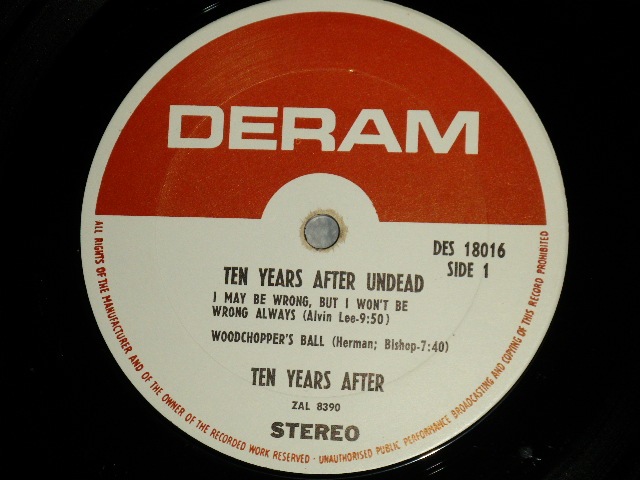 DERAM
DES 18016
SIDE 1
TEN YEARS AFTER UNDEAD
I MAY BE WRONG, BUT I WON'T BE
WRONG ALWAYS (Alvin Lee-9:50)
WOODCHOPPER'S BALL (Herman; Bishop-7:40)
TEN YEARS AFTER
ZAL 8390
STEREO
ALL RIGHTS OF THE MANUFACTURER AND OF THE OWNER OF THE RECORDED WORK RESERVED · UNAUTHORISED PUBLIC PERFORMANCE BROADCASTING AND COPYING OF THIS RECORD PROHIBITED